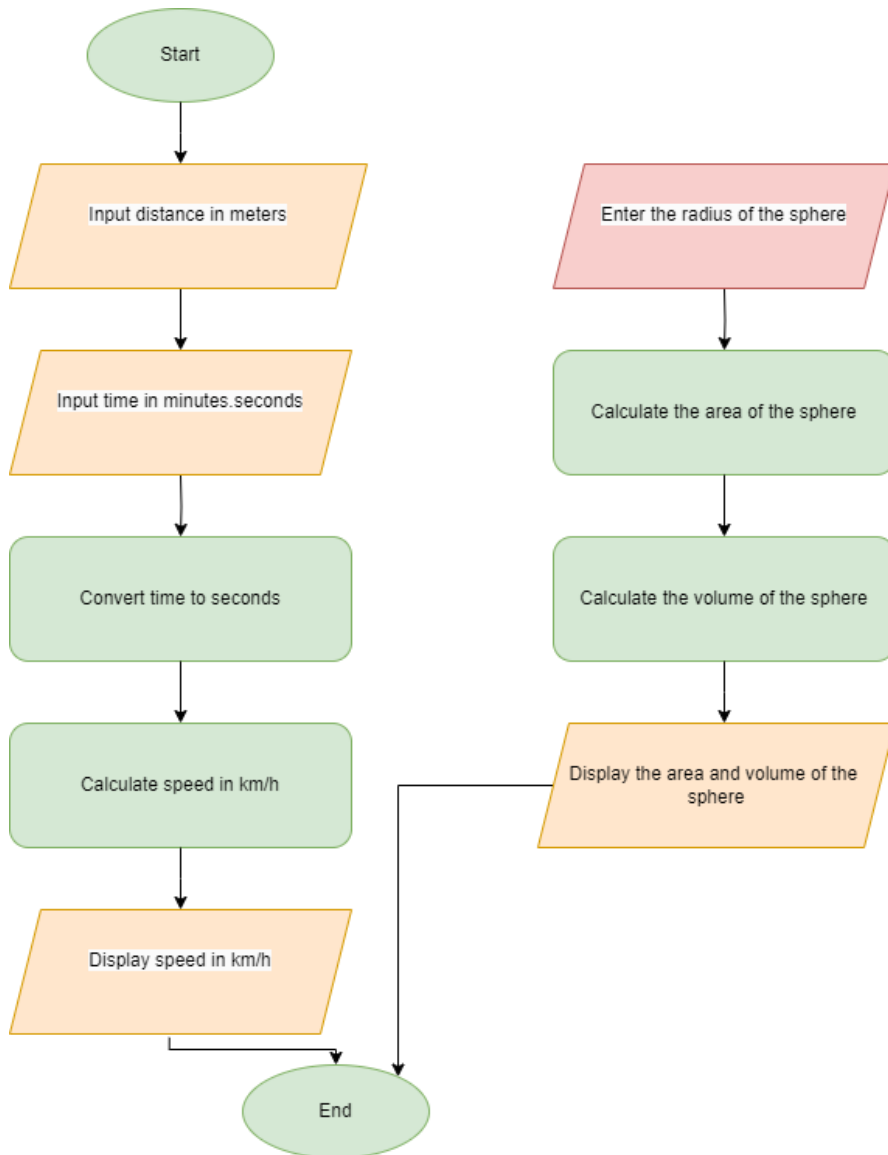 Start
Input distance in meters
Input time in minutes.seconds
Convert time to seconds
Calculate speed in km/h
Display speed in km/h
Enter the radius of the sphere
Calculate the area of the sphere
Calculate the volume of the sphere
Display the area and volume of the
sphere
End